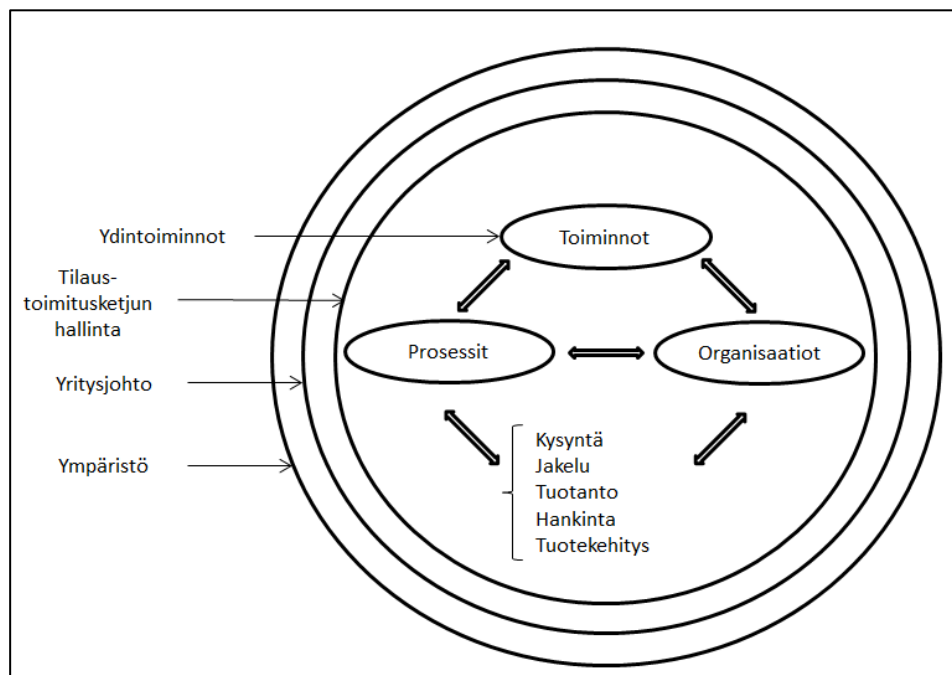 Ydintoiminnot
Toiminnot
Tilaus-
toimitusketjun
hallinta
Prosessit
Organisaatiot
Yritysjohto
Ympäristö
Kysyntä
Jakelu
Tuotanto
Hankinta
Tuotekehitys